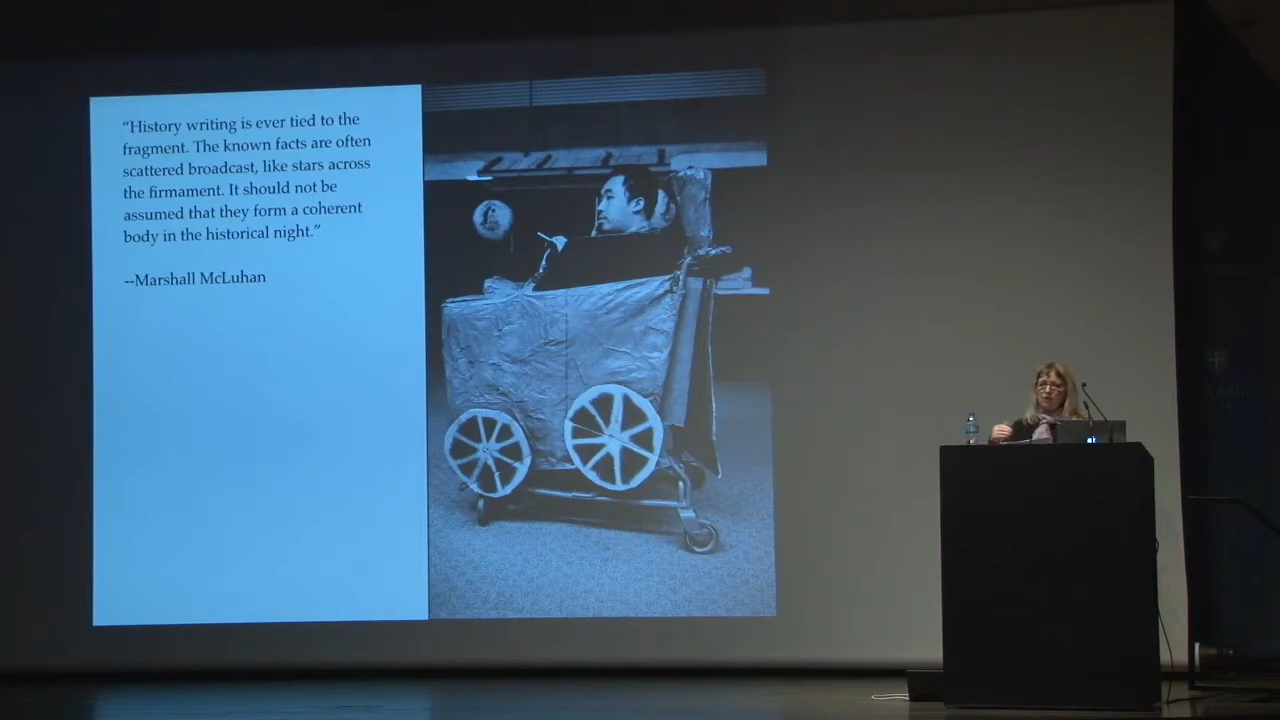 “History writing is ever tied to the
fragment. The known facts are often
scattered broadcast, like stars across
the firmament. It should not be
assumed that they form a coherent
body in the historical night.”
--Marshall McLuhan